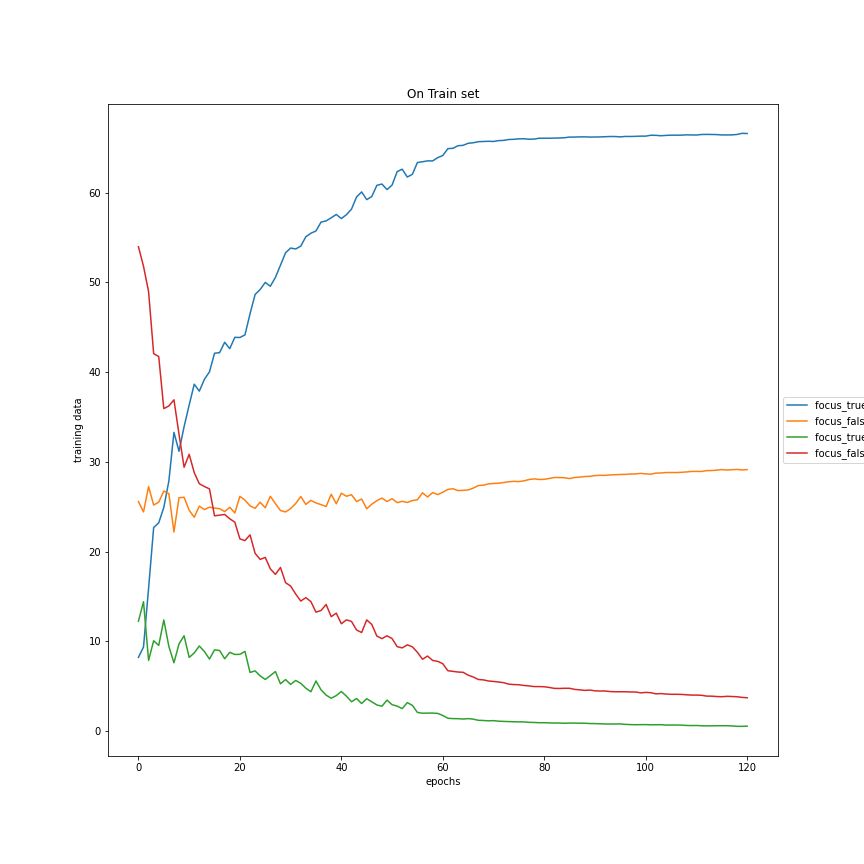 On Train set
training data
60
50
40
30
20
10
0
0 20 40 60 80 100 120
epochs
focus_true
focus_fals
focus_true
focus_fals